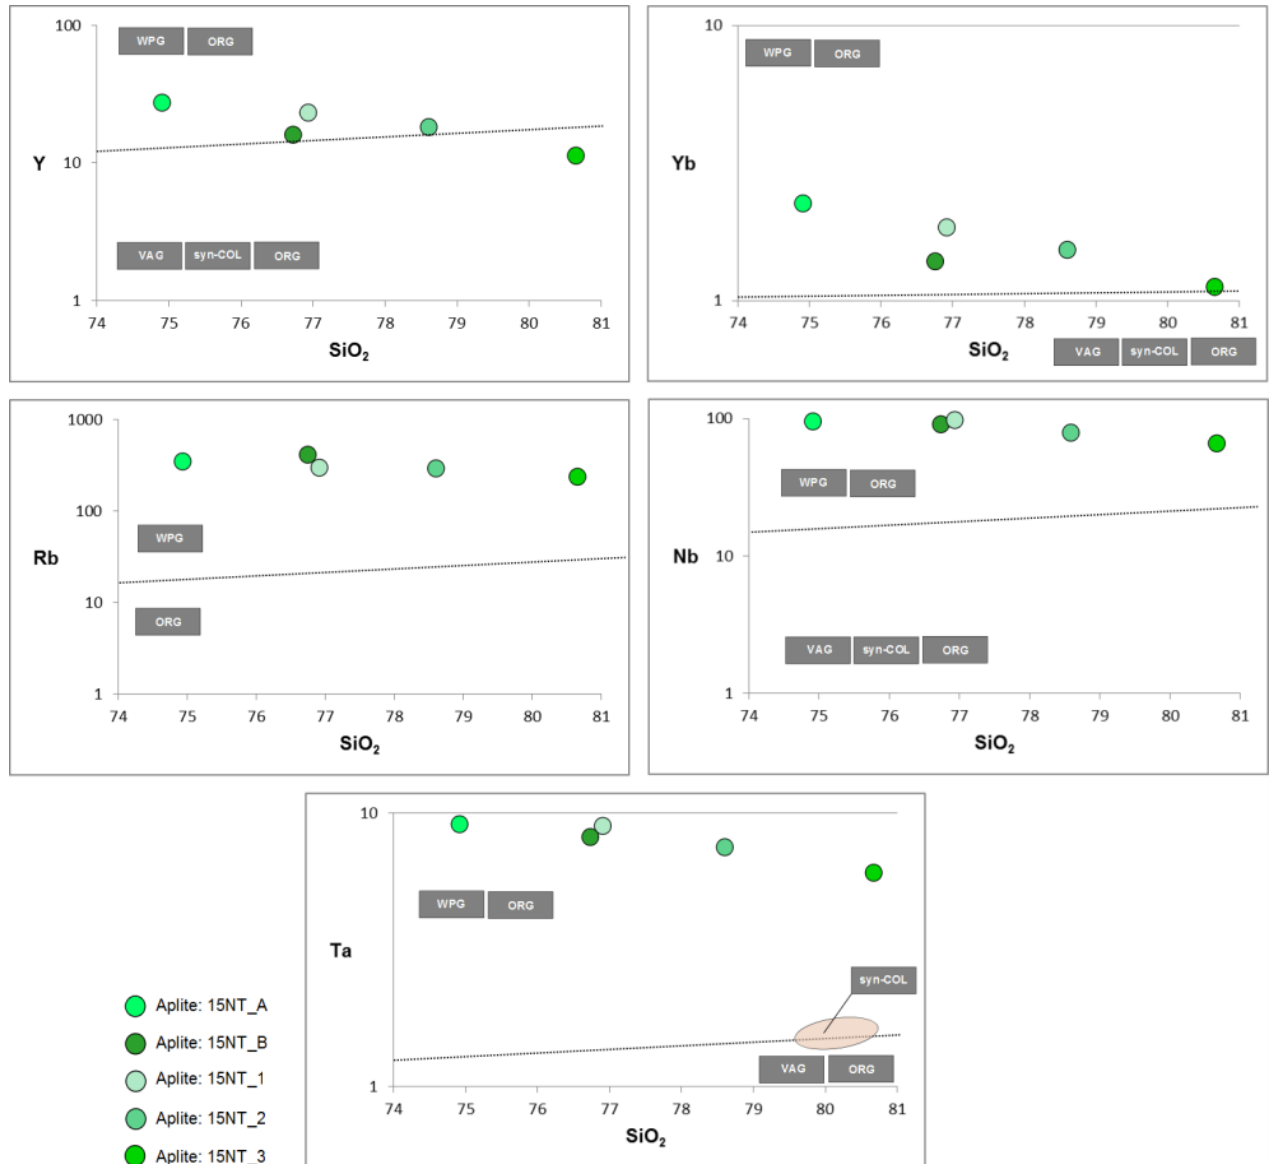 100
WPG ORG
Y
10
VAG syn-COL ORG
1
74 75 76 77 78 79 80 81
SiO₂
10
WPG ORG
Yb
1
74 75 76 77 78 79 80 81
SiO₂
VAG syn-COL ORG
1000
100
WPG
Rb
10
ORG
1
74 75 76 77 78 79 80 81
SiO₂
100
WPG ORG
Nb
10
VAG syn-COL ORG
1
74 75 76 77 78 79 80 81
SiO₂
10
WPG ORG
Ta
syn-COL
VAG ORG
1
74 75 76 77 78 79 80 81
SiO₂
Aplite: 15NT_A
Aplite: 15NT_B
Aplite: 15NT_1
Aplite: 15NT_2
Aplite: 15NT_3